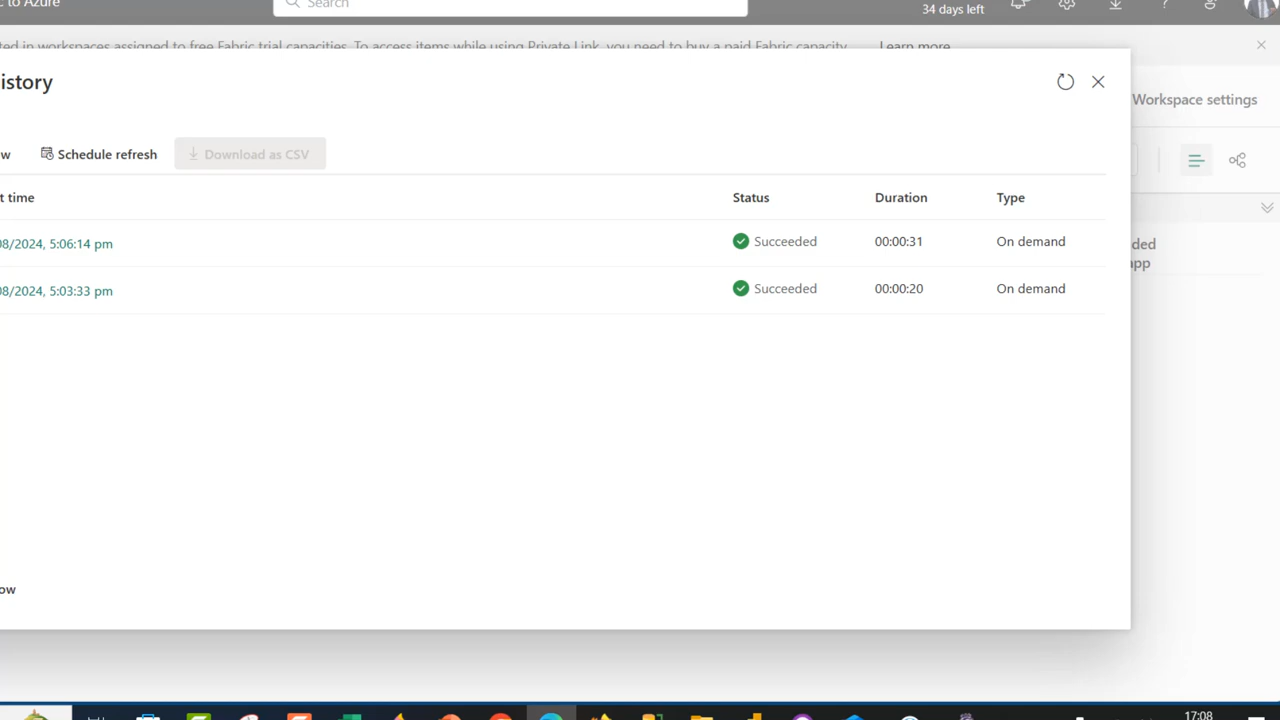 c to Azure
Search
34 days left
ted in workspaces assigned to free Fabric trial capacities. To access items while using Private Link, you need to buy a paid Fabric capacity. Learn more
istory
Workspace settings
w Schedule refresh Download as CSV
t time Status Duration Type
08/2024, 5:06:14 pm Succeeded 00:00:31 On demand
ded
app
08/2024, 5:03:33 pm Succeeded 00:00:20 On demand
ow
17:08